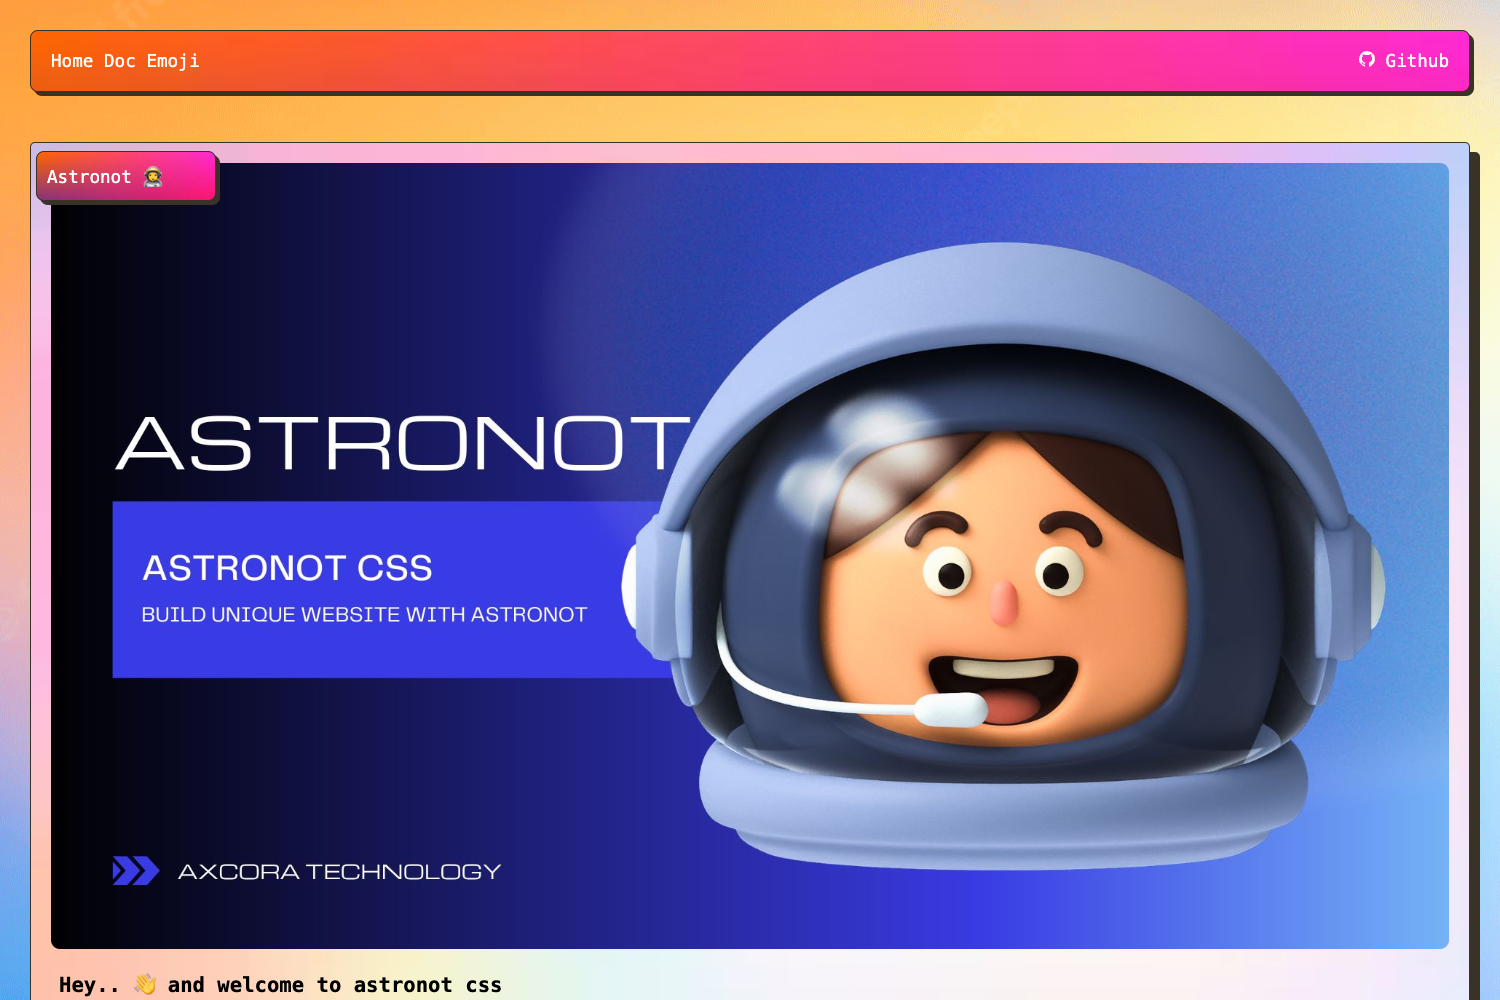 Home Doc Emoji
Github
Astronot 👩‍🚀
ASTRONOT
ASTRONOT CSS
BUILD UNIQUE WEBSITE WITH ASTRONOT
AXCORA TECHNOLOGY
Hey.. 👋 and welcome to astronot css